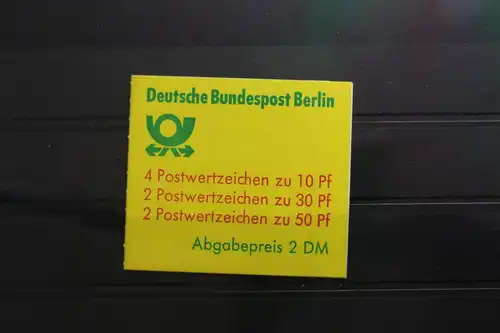 Deutsche Bundespost Berlin
4 Postwertzeichen zu 10 Pf
2 Postwertzeichen zu 30 Pf
2 Postwertzeichen zu 50 Pf
Abgabepreis 2 DM